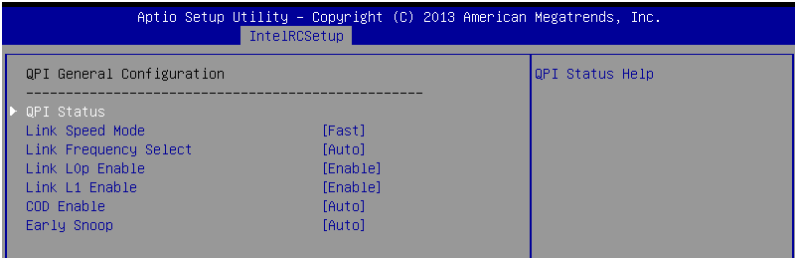 Aptio Setup Utility – Copyright (C) 2013 American Megatrends, Inc.
IntelRCSetup
QPI General Configuration
QPI Status Help
--------------------------------------------------
QPI Status
Link Speed Mode [Fast]
Link Frequency Select [Auto]
Link L0p Enable [Enable]
Link L1 Enable [Enable]
COD Enable [Auto]
Early Snoop [Auto]